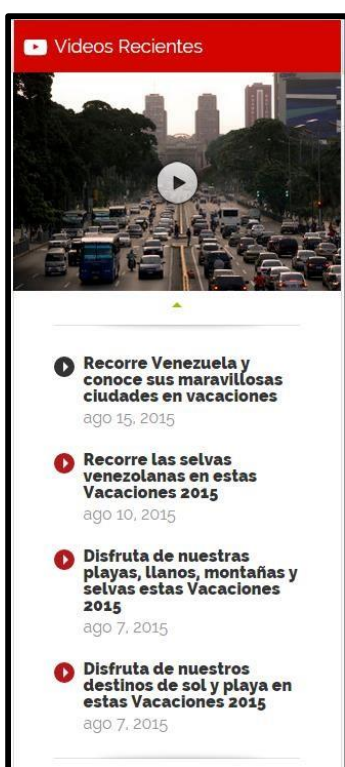 Videos Recientes
Recorre Venezuela y
conoce sus maravillosas
ciudades en vacaciones
ago 15, 2015
Recorre las selvas
venezolanas en estas
Vacaciones 2015
ago 10, 2015
Disfruta de nuestras
playas, llanos, montañas y
selvas estas Vacaciones
2015
ago 7, 2015
Disfruta de nuestros
destinos de sol y playa en
estas Vacaciones 2015
ago 7, 2015